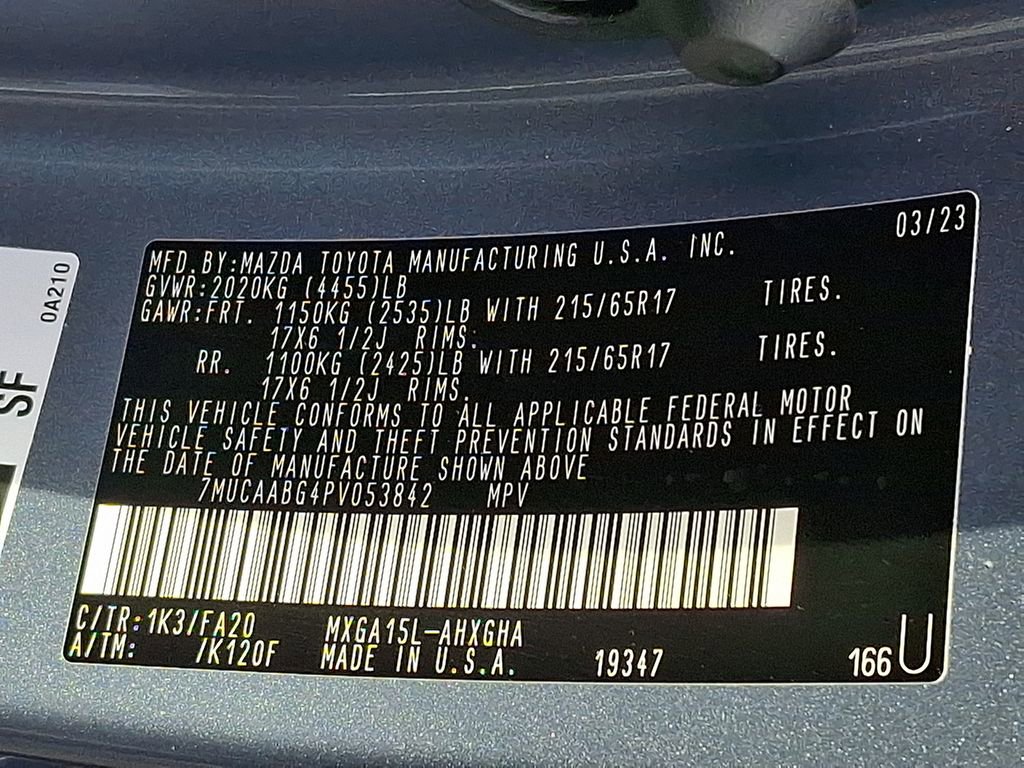 03/23
MFD.BY:MAZDA TOYOTA MANUFACTURING U.S.A. INC.
GVWR:2020KG (4455)LB
GAWR:FRT. 1150KG (2535)LB WITH 215/65R17 TIRES.
17X6 1/2J RIMS.
RR. 1100KG (2425)LB WITH 215/65R17 TIRES.
17X6 1/2J RIMS.
THIS VEHICLE CONFORMS TO ALL APPLICABLE FEDERAL MOTOR
VEHICLE SAFETY AND THEFT PREVENTION STANDARDS IN EFFECT ON
THE DATE OF MANUFACTURE SHOWN ABOVE
7MUCAABG4PV053842 MPV
C/TR:1K3/FA20 MXGA15L-AHXGHA
A/TM: /K120F MADE IN U.S.A. 19347 166 U
0A210
SF